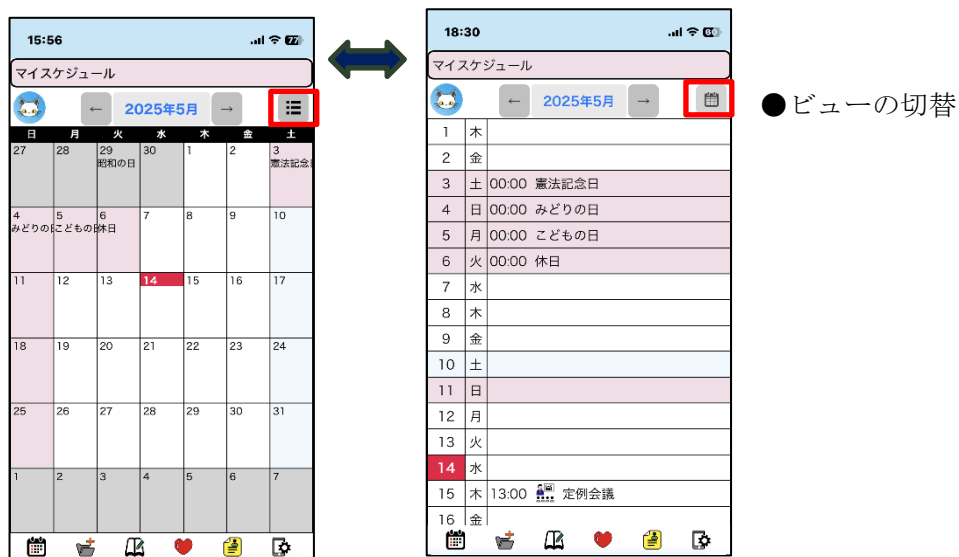 15:56 77
マイスケジュール
← 2025年5月 →
日 月 火 水 木 金 土
27 28 29 30 1 2 3
昭和の日 憲法記念日
4 5 6 7 8 9 10
みどりの日 こどもの日 休日
11 12 13 14 15 16 17
18 19 20 21 22 23 24
25 26 27 28 29 30 31
1 2 3 4 5 6 7
18:30 60
マイスケジュール
← 2025年5月 →
1 木
2 金
3 土 00:00 憲法記念日
4 日 00:00 みどりの日
5 月 00:00 こどもの日
6 火 00:00 休日
7 水
8 木
9 金
10 土
11 日
12 月
13 火
14 水
15 木 13:00 定例会議
16 金
●ビューの切替